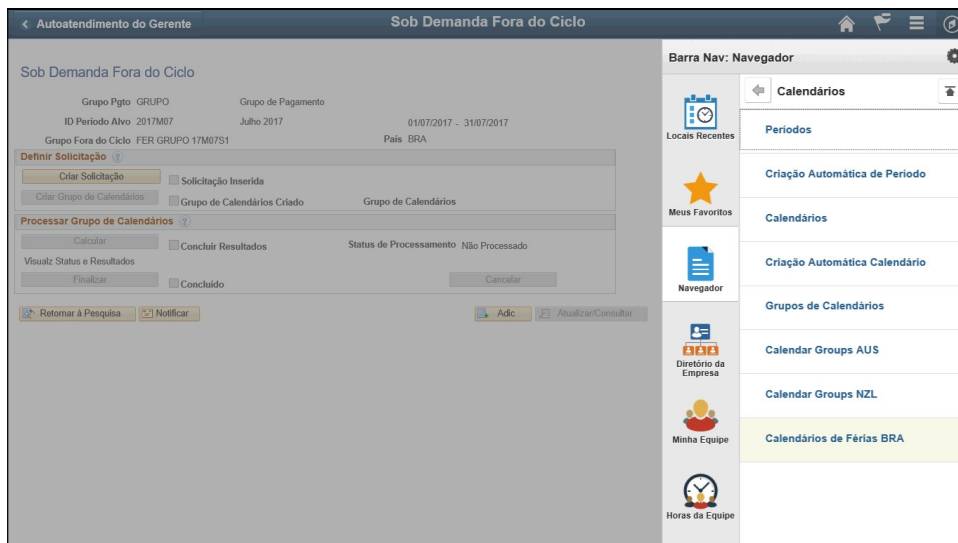 Autoatendimento do Gerente
Sob Demanda Fora do Ciclo
Sob Demanda Fora do Ciclo
Grupo Pgto GRUPO Grupo de Pagamento
ID Período Alvo 2017M07 Julho 2017 01/07/2017 - 31/07/2017
Grupo Fora do Ciclo FER GRUPO 17M07S1 País BRA
Definir Solicitação
Criar Solicitação Solicitação Inserida
Criar Grupo de Calendários Grupo de Calendários Criado Grupo de Calendários
Processar Grupo de Calendários
Calcular Concluir Resultados Status de Processamento Não Processado
Visualz Status e Resultados
Finalizar Concluído Cancelar
Retornar à Pesquisa Notificar Adic Atualizar/Consultar
Barra Nav: Navegador
Locais Recentes
Meus Favoritos
Navegador
Diretório da
Empresa
Minha Equipe
Horas da Equipe
Calendários
Períodos
Criação Automática de Período
Calendários
Criação Automática Calendário
Grupos de Calendários
Calendar Groups AUS
Calendar Groups NZL
Calendários de Férias BRA